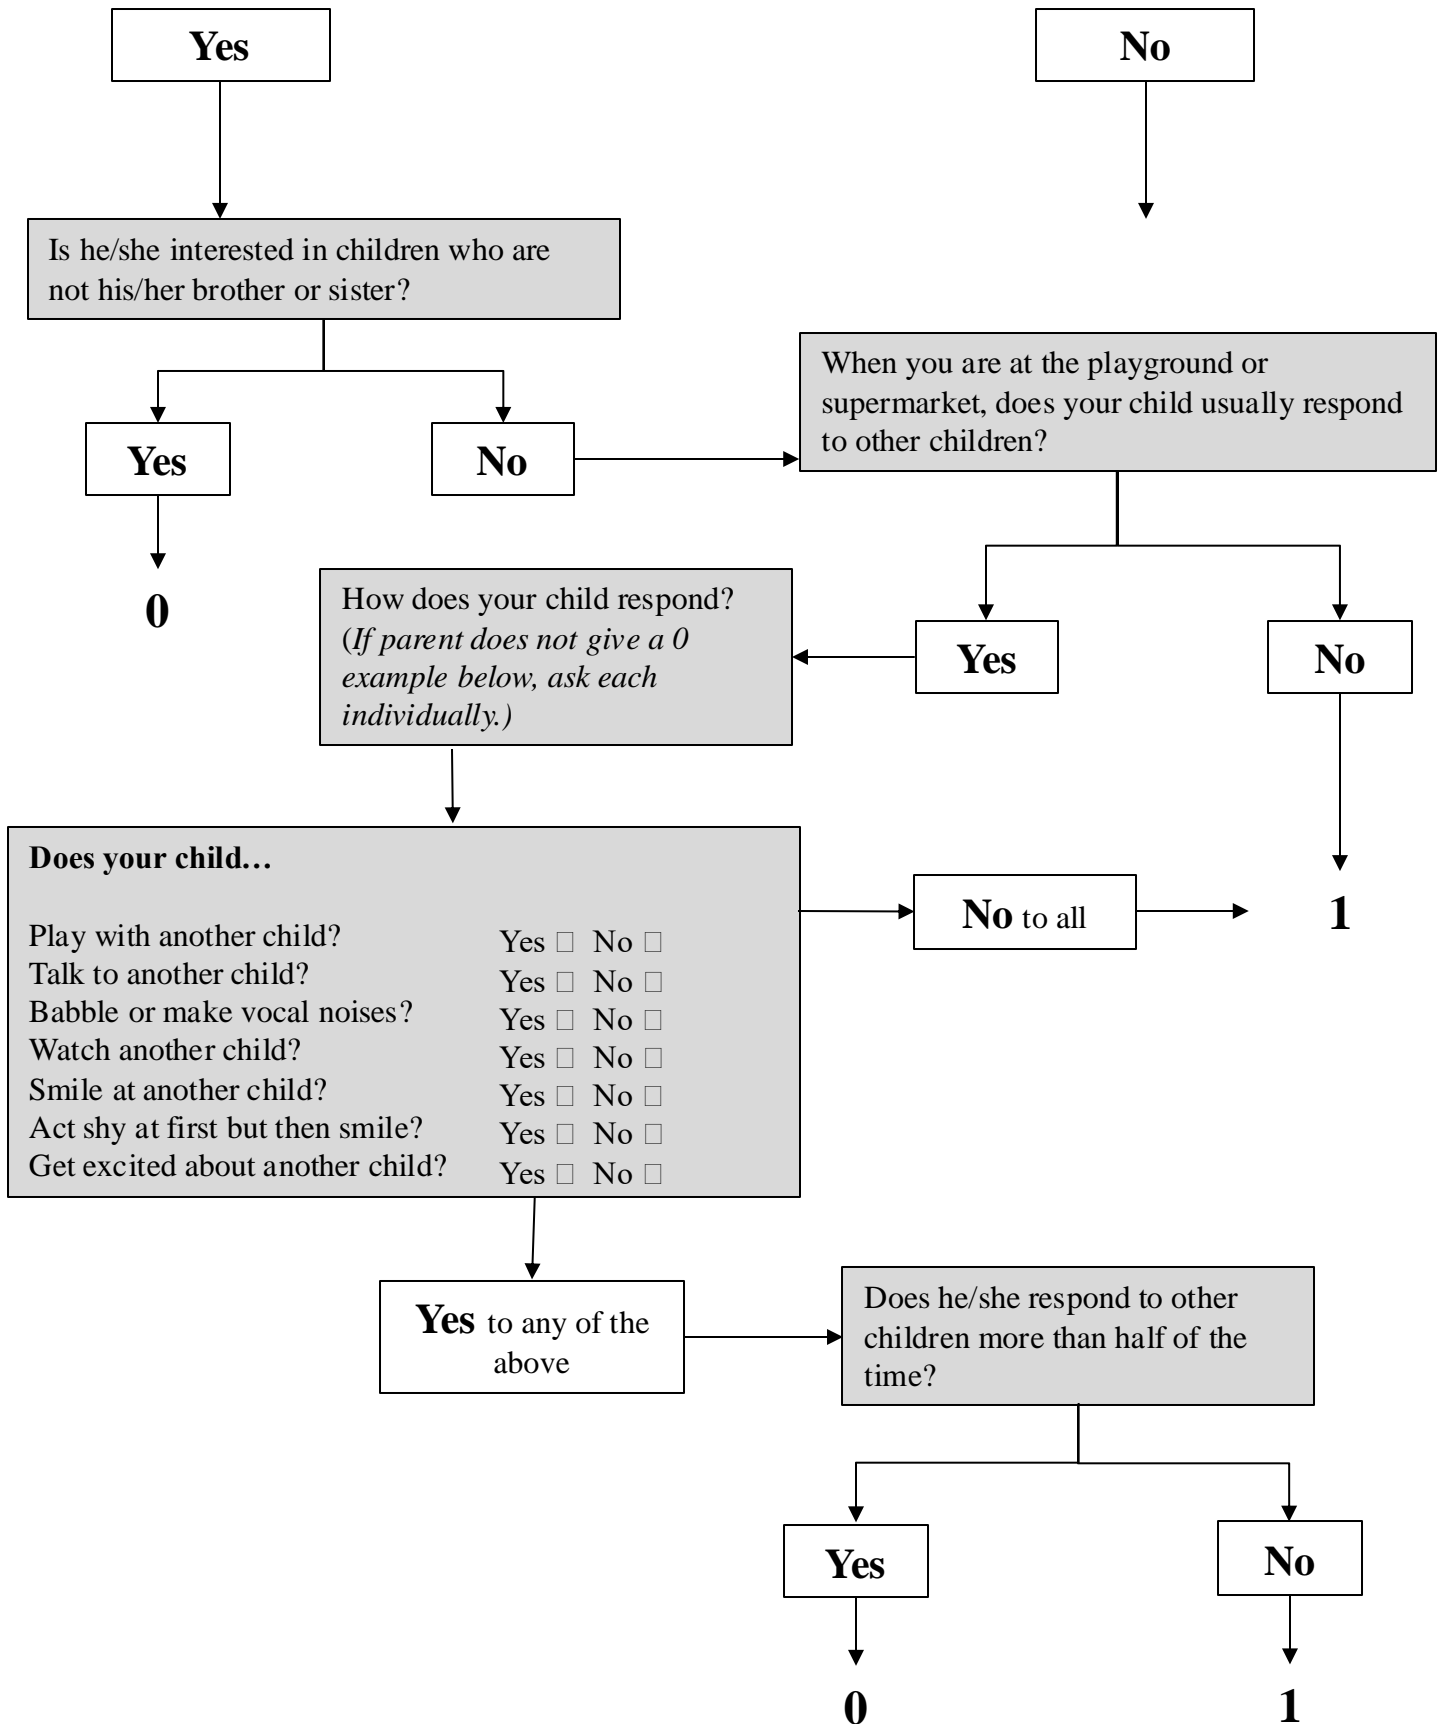 Yes
No
Is he/she interested in children who are
not his/her brother or sister?
When you are at the playground or
supermarket, does your child usually respond
to other children?
Yes
No
0
How does your child respond?
(If parent does not give a 0
example below, ask each
individually.)
Yes
No
Does your child…
Play with another child? Yes □ No □
Talk to another child? Yes □ No □
Babble or make vocal noises? Yes □ No □
Watch another child? Yes □ No □
Smile at another child? Yes □ No □
Act shy at first but then smile? Yes □ No □
Get excited about another child? Yes □ No □
No to all
1
Yes to any of the
above
Does he/she respond to other
children more than half of the
time?
Yes
No
0
1